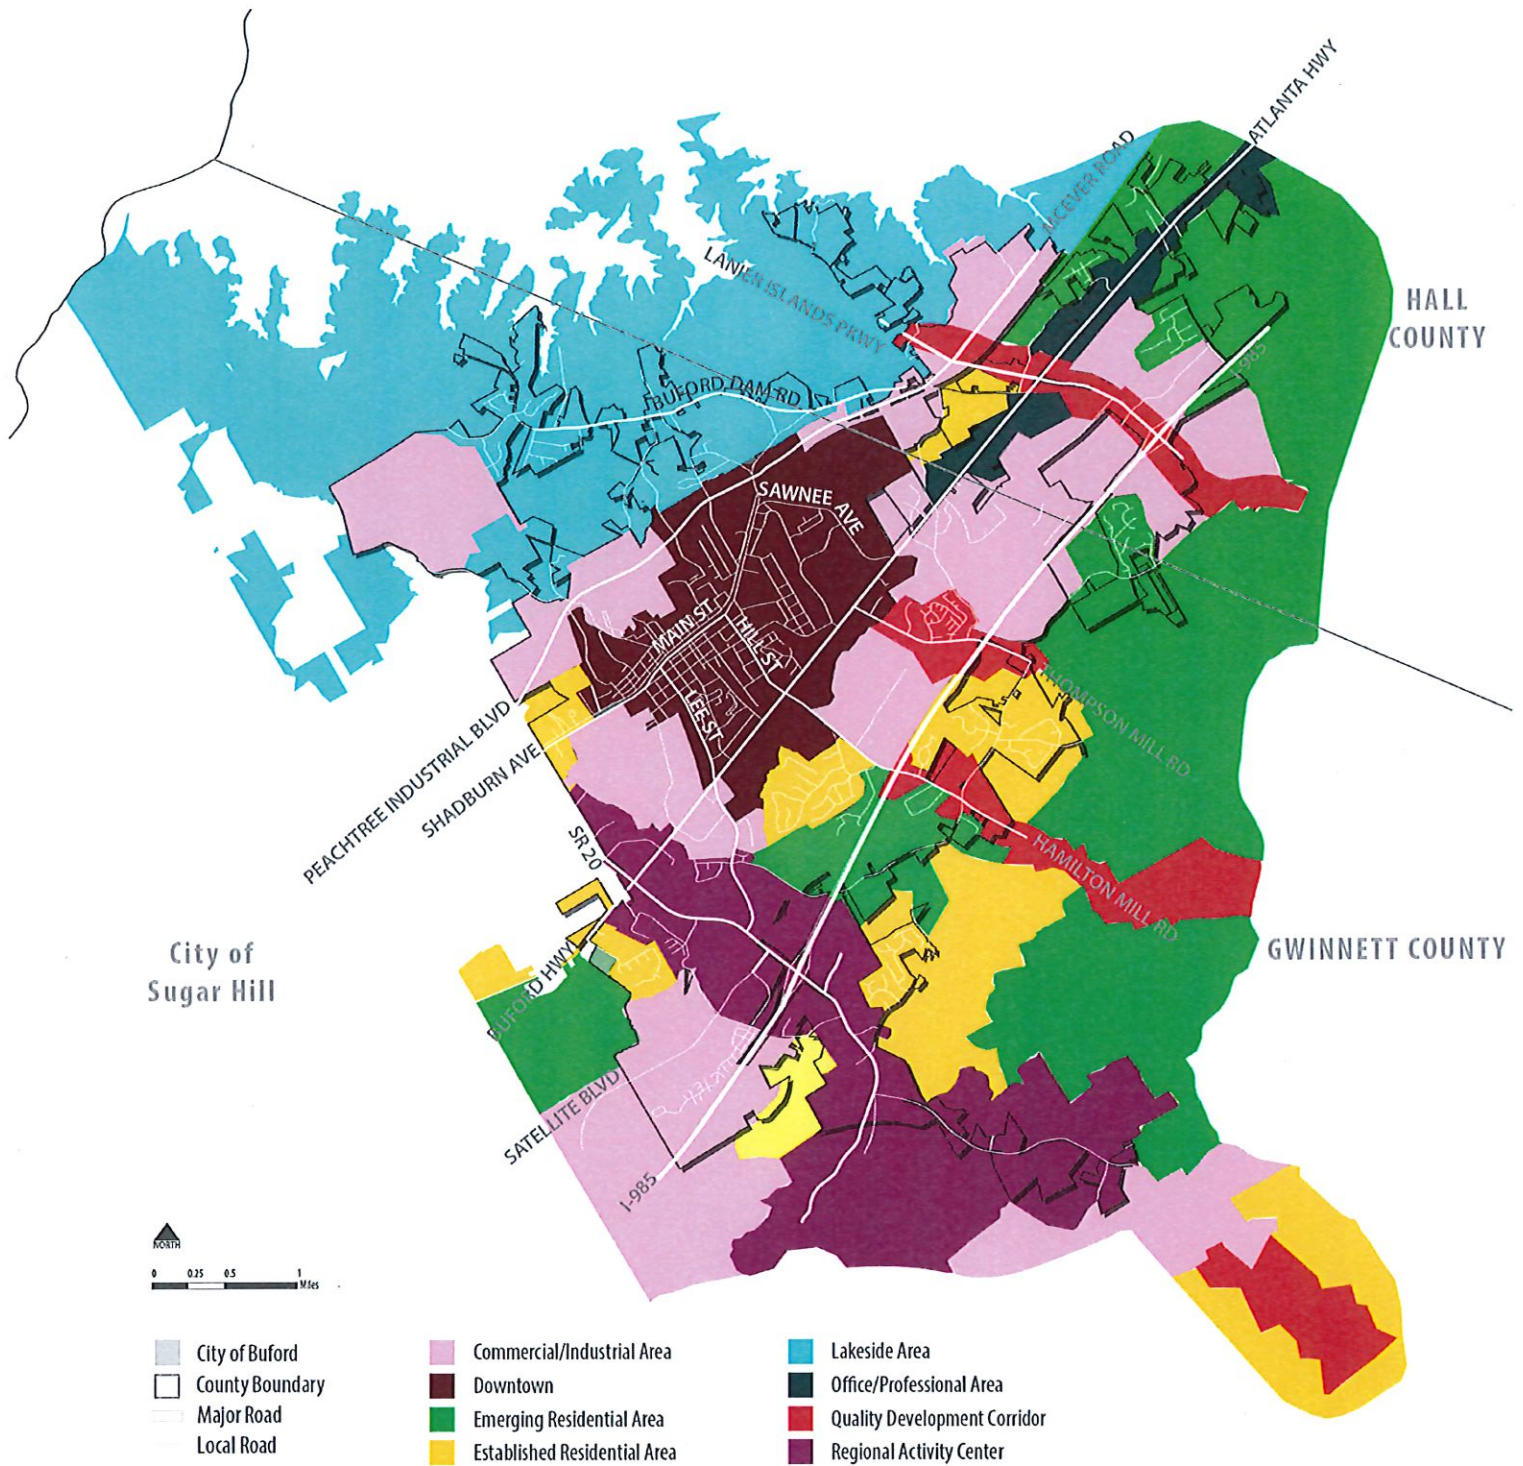 ATLANTA HWY
MCEVER ROAD
LANIER ISLANDS PRWY
HALL
COUNTY
I-985
BUFORD DAM RD
SAWNEE AVE
MAIN ST
HILL ST
LEE ST
THOMPSON MILL RD
PEACHTREE INDUSTRIAL BLVD
SHADBURN AVE
SR 20
HAMILTON MILL RD
City of
Sugar Hill
GWINNETT COUNTY
BUFORD HWY
SATELLITE BLVD
I-985
NORTH
0 0.25 0.5 1
Miles
City of Buford
County Boundary
Major Road
Local Road
Commercial/Industrial Area
Downtown
Emerging Residential Area
Established Residential Area
Lakeside Area
Office/Professional Area
Quality Development Corridor
Regional Activity Center